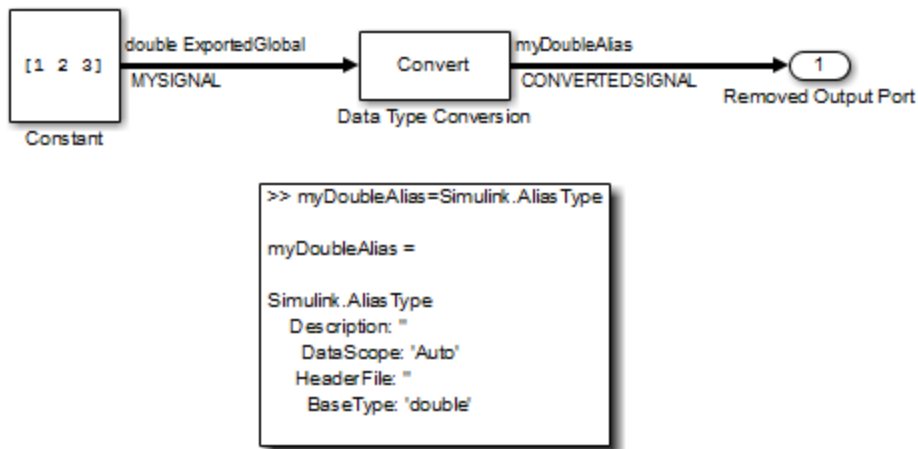 [1 2 3]
Constant
double ExportedGlobal
MYSIGNAL
Convert
Data Type Conversion
myDoubleAlias
CONVERTEDSIGNAL
1
Removed Output Port
>> myDoubleAlias=Simulink.AliasType
myDoubleAlias =
Simulink.AliasType
Description: ''
DataScope: 'Auto'
HeaderFile: ''
BaseType: 'double'